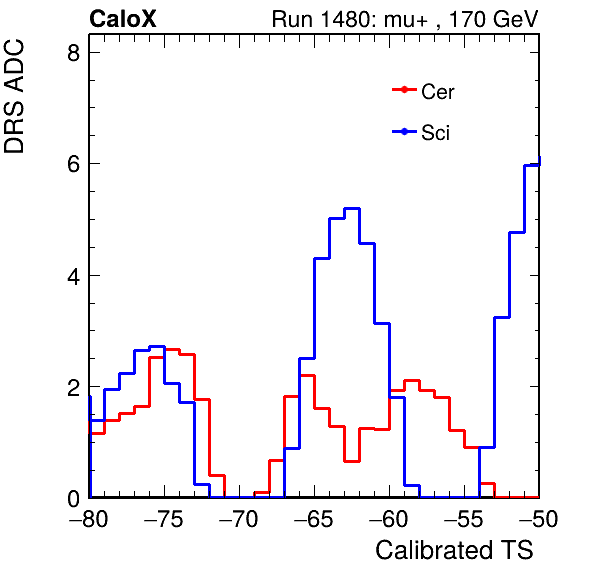 CaloX Run 1480: mu+ , 170 GeV
DRS ADC
8
6
4
2
0
Cer
Sci
−80 −75 −70 −65 −60 −55 −50
Calibrated TS